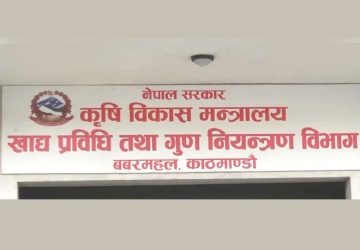 नेपाल सरकार
कृषि विकास मन्त्रालय
खाद्य प्रविधि तथा गुण नियन्त्रण विभाग
बबरमहल, काठमाण्डौ